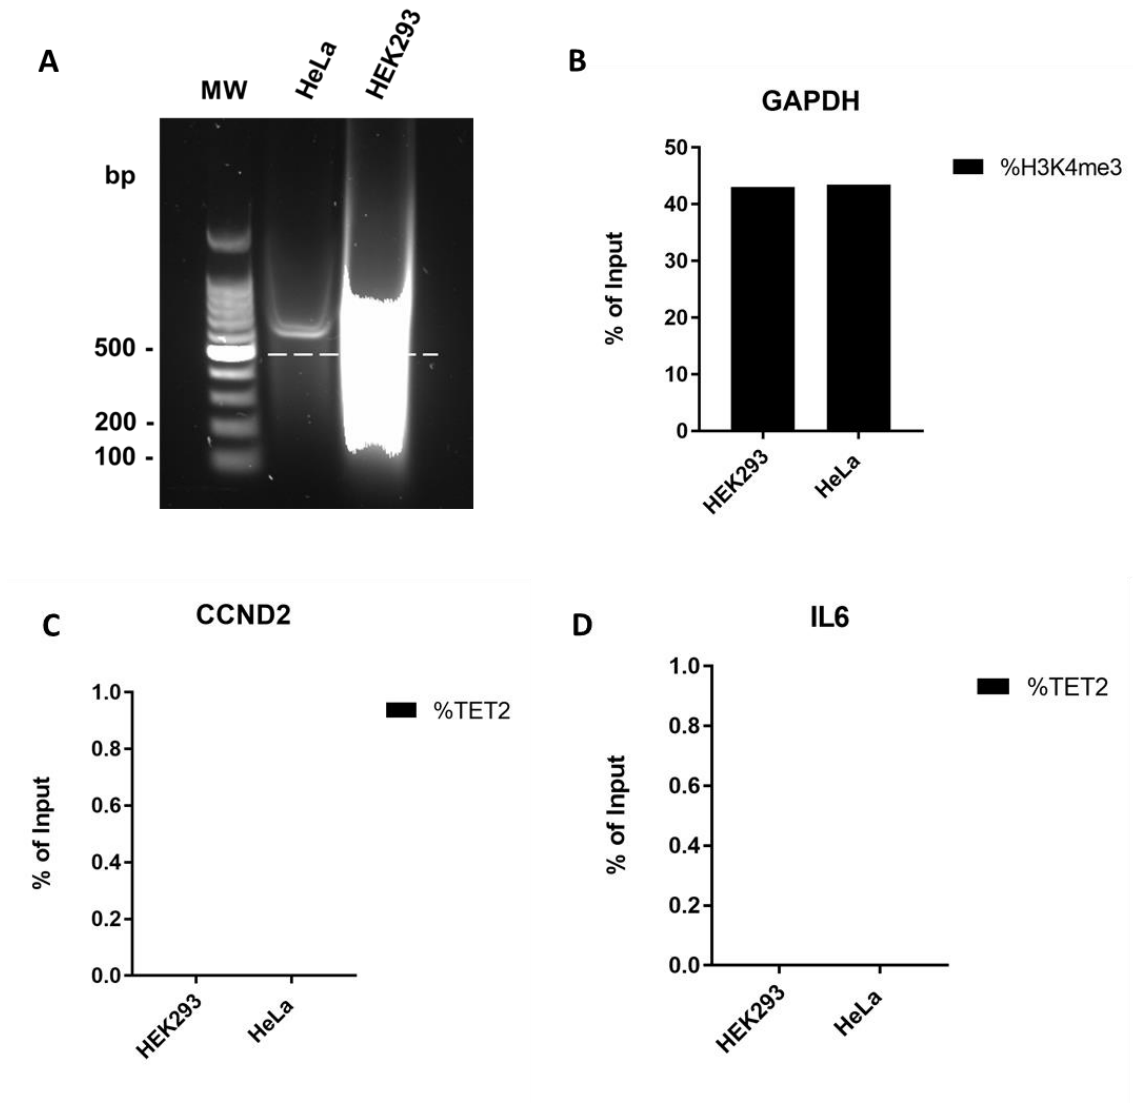 A
MW
HeLa
HEK293
bp
500 -
200 -
100 -
B
GAPDH
50
40
30
20
10
0
% of Input
%H3K4me3
HEK293
HeLa
C
CCND2
1.0
0.8
0.6
0.4
0.2
0.0
% of Input
%TET2
HEK293
HeLa
D
IL6
1.0
0.8
0.6
0.4
0.2
0.0
% of Input
%TET2
HEK293
HeLa